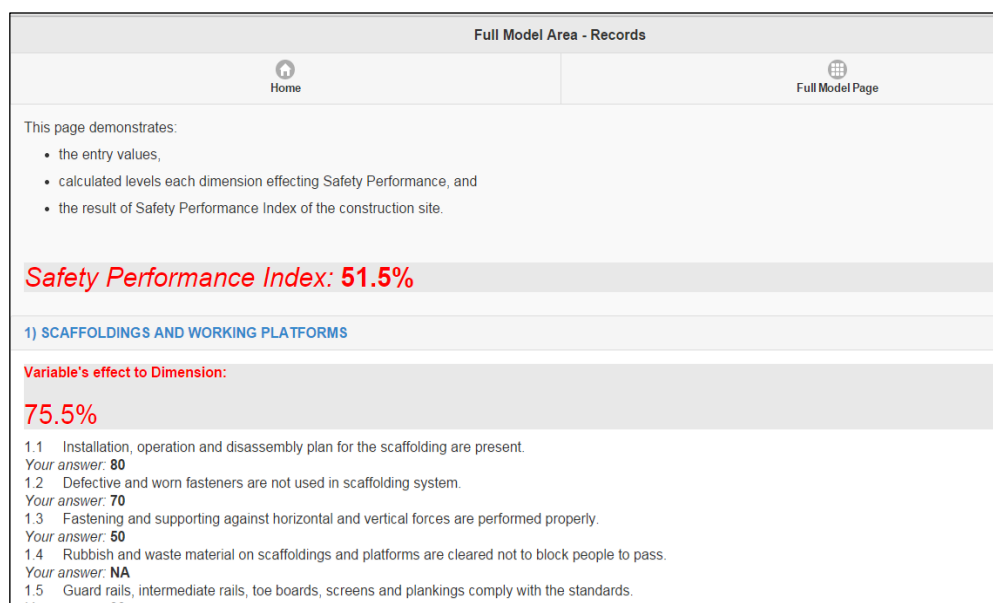 Full Model Area - Records
Home
Full Model Page
This page demonstrates:
• the entry values,
• calculated levels each dimension effecting Safety Performance, and
• the result of Safety Performance Index of the construction site.
Safety Performance Index: 51.5%
1) SCAFFOLDINGS AND WORKING PLATFORMS
Variable's effect to Dimension:
75.5%
1.1 Installation, operation and disassembly plan for the scaffolding are present.
Your answer: 80
1.2 Defective and worn fasteners are not used in scaffolding system.
Your answer: 70
1.3 Fastening and supporting against horizontal and vertical forces are performed properly.
Your answer: 50
1.4 Rubbish and waste material on scaffoldings and platforms are cleared not to block people to pass.
Your answer: NA
1.5 Guard rails, intermediate rails, toe boards, screens and plankings comply with the standards.